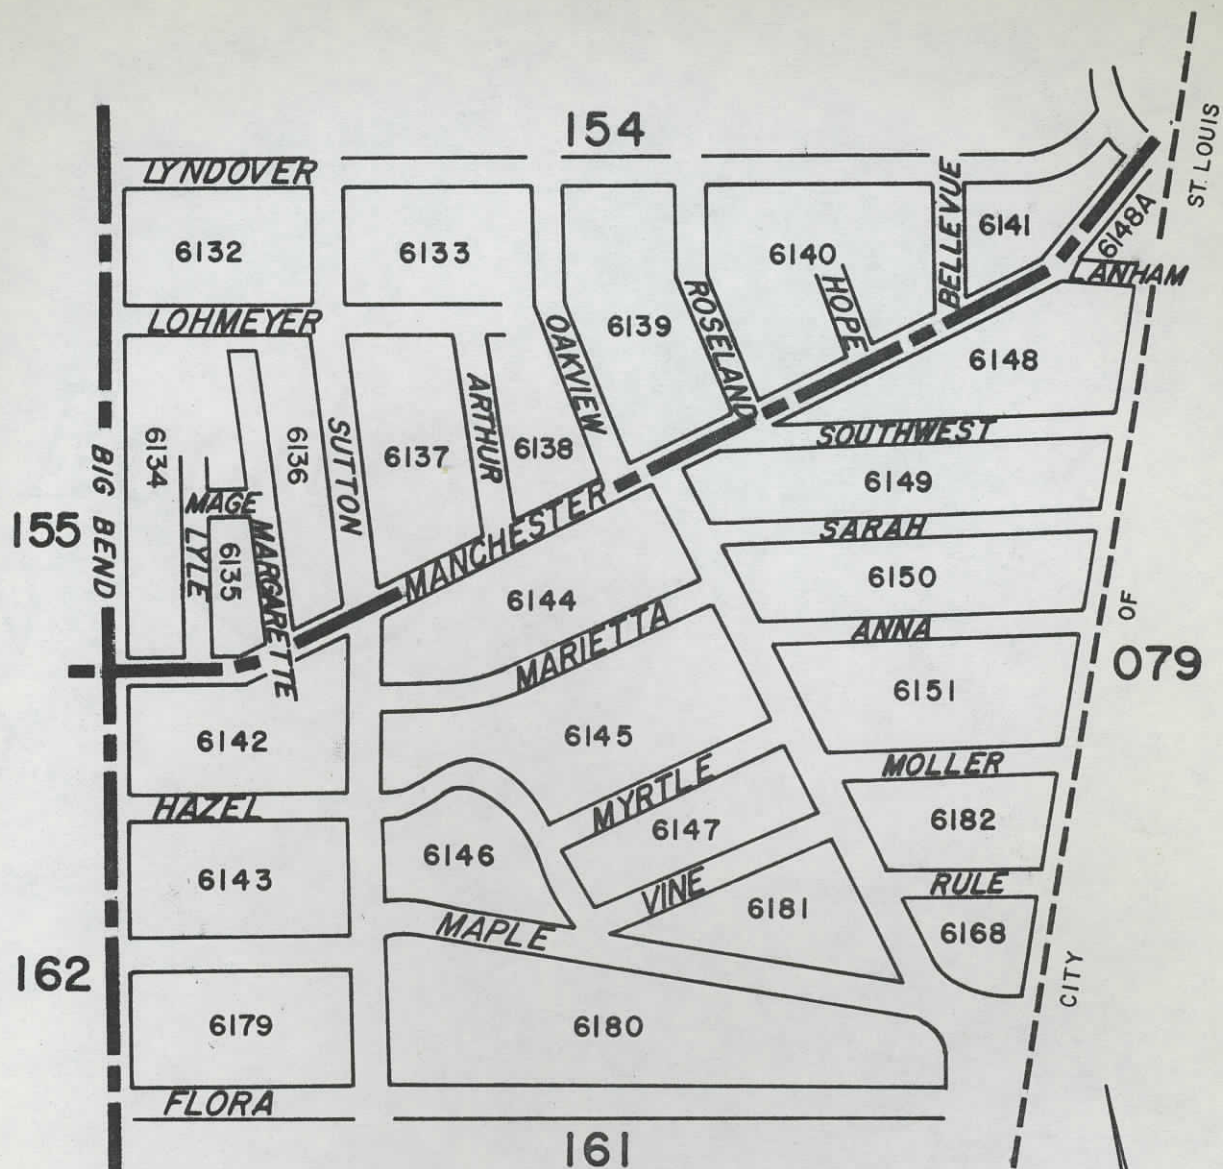 154
ST. LOUIS
LYNDOVER
BELLEVUE
6141
6148A
6132
6133
6140
HOPE
LANHAM
LOHMEYER
OAKVIEW
6139
ROSELAND
6148
BIG BEND
6134
6136
SUTTON
6137
ARTHUR
6138
SOUTHWEST
6149
MAGE
155
LYLE
6135
MARGARETTE
MANCHESTER
SARAH
6150
6144
MARIETTA
ANNA
OF
079
6151
6142
6145
MOLLER
HAZEL
MYRTLE
6147
6182
6143
6146
VINE
6181
RULE
6168
MAPLE
162
CITY
6179
6180
FLORA
161